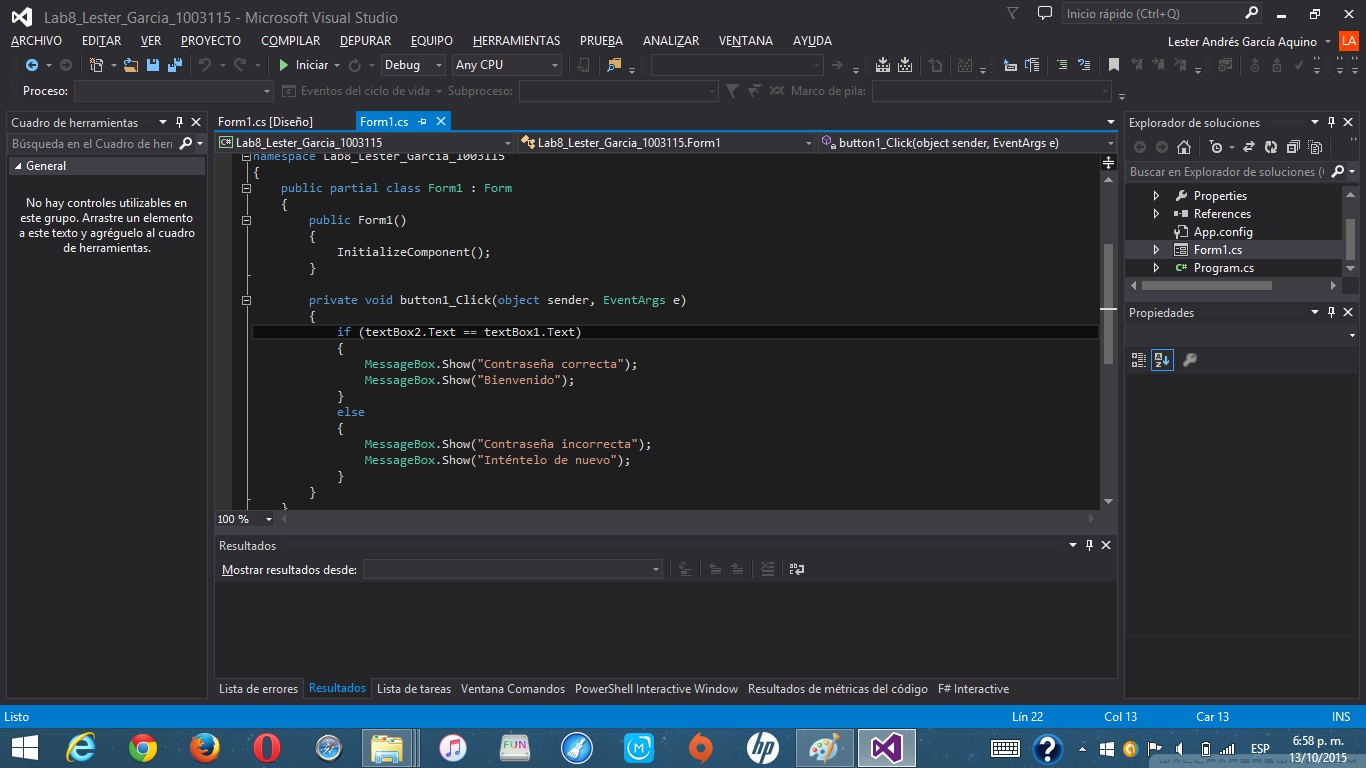 Lab8_Lester_Garcia_1003115 - Microsoft Visual Studio
Inicio rápido (Ctrl+Q)
ARCHIVO EDITAR VER PROYECTO COMPILAR DEPURAR EQUIPO HERRAMIENTAS PRUEBA ANALIZAR VENTANA AYUDA
Lester Andrés García Aquino LA
Iniciar Debug Any CPU
Proceso: Eventos del ciclo de vida Subproceso: Marco de pila:
Cuadro de herramientas
Búsqueda en el Cuadro de her
General
No hay controles utilizables en
este grupo. Arrastre un elemento
a este texto y agréguelo al cuadro
de herramientas.
Form1.cs [Diseño] Form1.cs
C# Lab8_Lester_Garcia_1003115 Lab8_Lester_Garcia_1003115.Form1 button1_Click(object sender, EventArgs e)
namespace Lab8_Lester_Garcia_1003115
{
public partial class Form1 : Form
{
public Form1()
{
InitializeComponent();
}
private void button1_Click(object sender, EventArgs e)
{
if (textBox2.Text == textBox1.Text)
{
MessageBox.Show("Contraseña correcta");
MessageBox.Show("Bienvenido");
}
else
{
MessageBox.Show("Contraseña incorrecta");
MessageBox.Show("Inténtelo de nuevo");
}
}
}
100 %
Resultados
Mostrar resultados desde:
Lista de errores Resultados Lista de tareas Ventana Comandos PowerShell Interactive Window Resultados de métricas del código F# Interactive
Explorador de soluciones
Buscar en Explorador de soluciones (
Properties
References
App.config
Form1.cs
C# Program.cs
Propiedades
Listo Lín 22 Col 13 Car 13 INS
FUN
hp
ESP
6:58 p. m.
13/10/2015